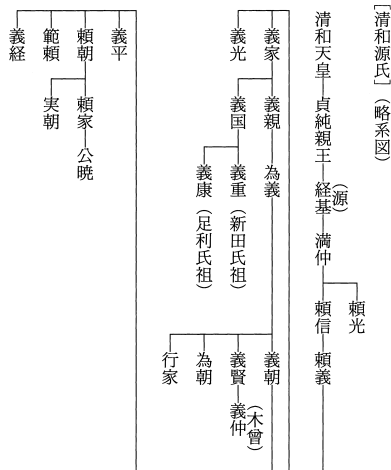 [清和源氏](略系図)
清和天皇 貞純親王 (源)経基 満仲
頼光
頼信 頼義
義家
義光
義親 為義
義国
義重(新田氏祖)
義康(足利氏祖)
義朝
義賢 (木曾)義仲
為朝
行家
義平
頼朝
範頼
義経
頼家 公暁
実朝